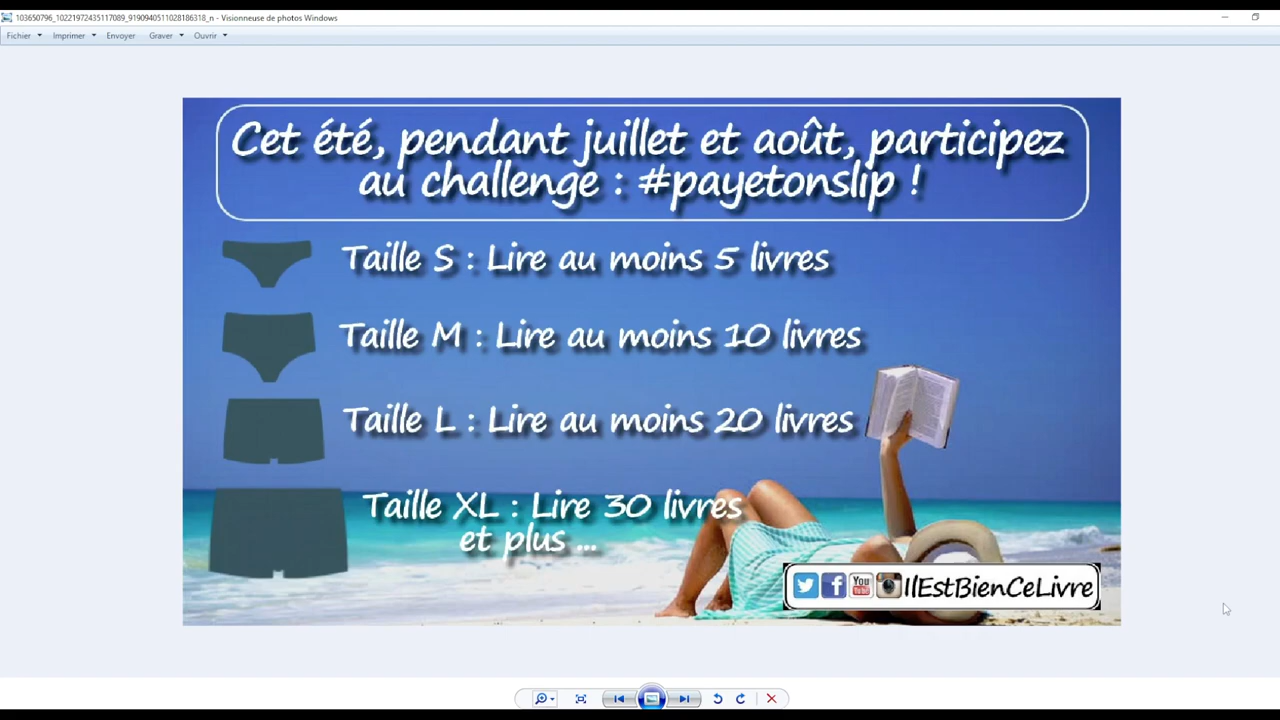 103650796_10221972435117089_9190940511028186318_n - Visionneuse de photos Windows
Fichier Imprimer Envoyer Graver Ouvrir
Cet été, pendant juillet et août, participez
au challenge : #payetonslip !
Taille S : Lire au moins 5 livres
Taille M : Lire au moins 10 livres
Taille L : Lire au moins 20 livres
Taille XL : Lire 30 livres
et plus ...
You Tube IlEstBienCeLivre